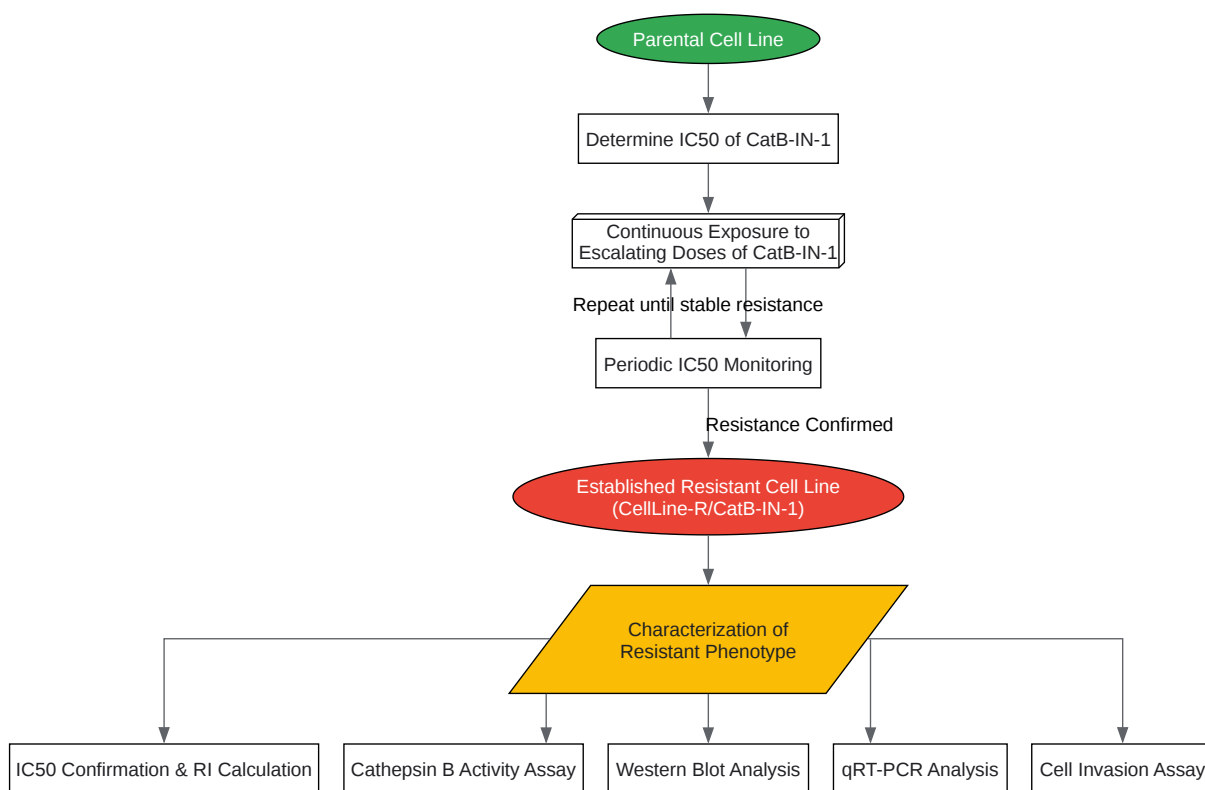 Parental Cell Line
Determine IC50 of CatB-IN-1
Continuous Exposure to
Escalating Doses of CatB-IN-1
Repeat until stable resistance
Periodic IC50 Monitoring
Resistance Confirmed
Established Resistant Cell Line
(CellLine-R/CatB-IN-1)
Characterization of
Resistant Phenotype
IC50 Confirmation & RI Calculation
Cathepsin B Activity Assay
Western Blot Analysis
qRT-PCR Analysis
Cell Invasion Assay